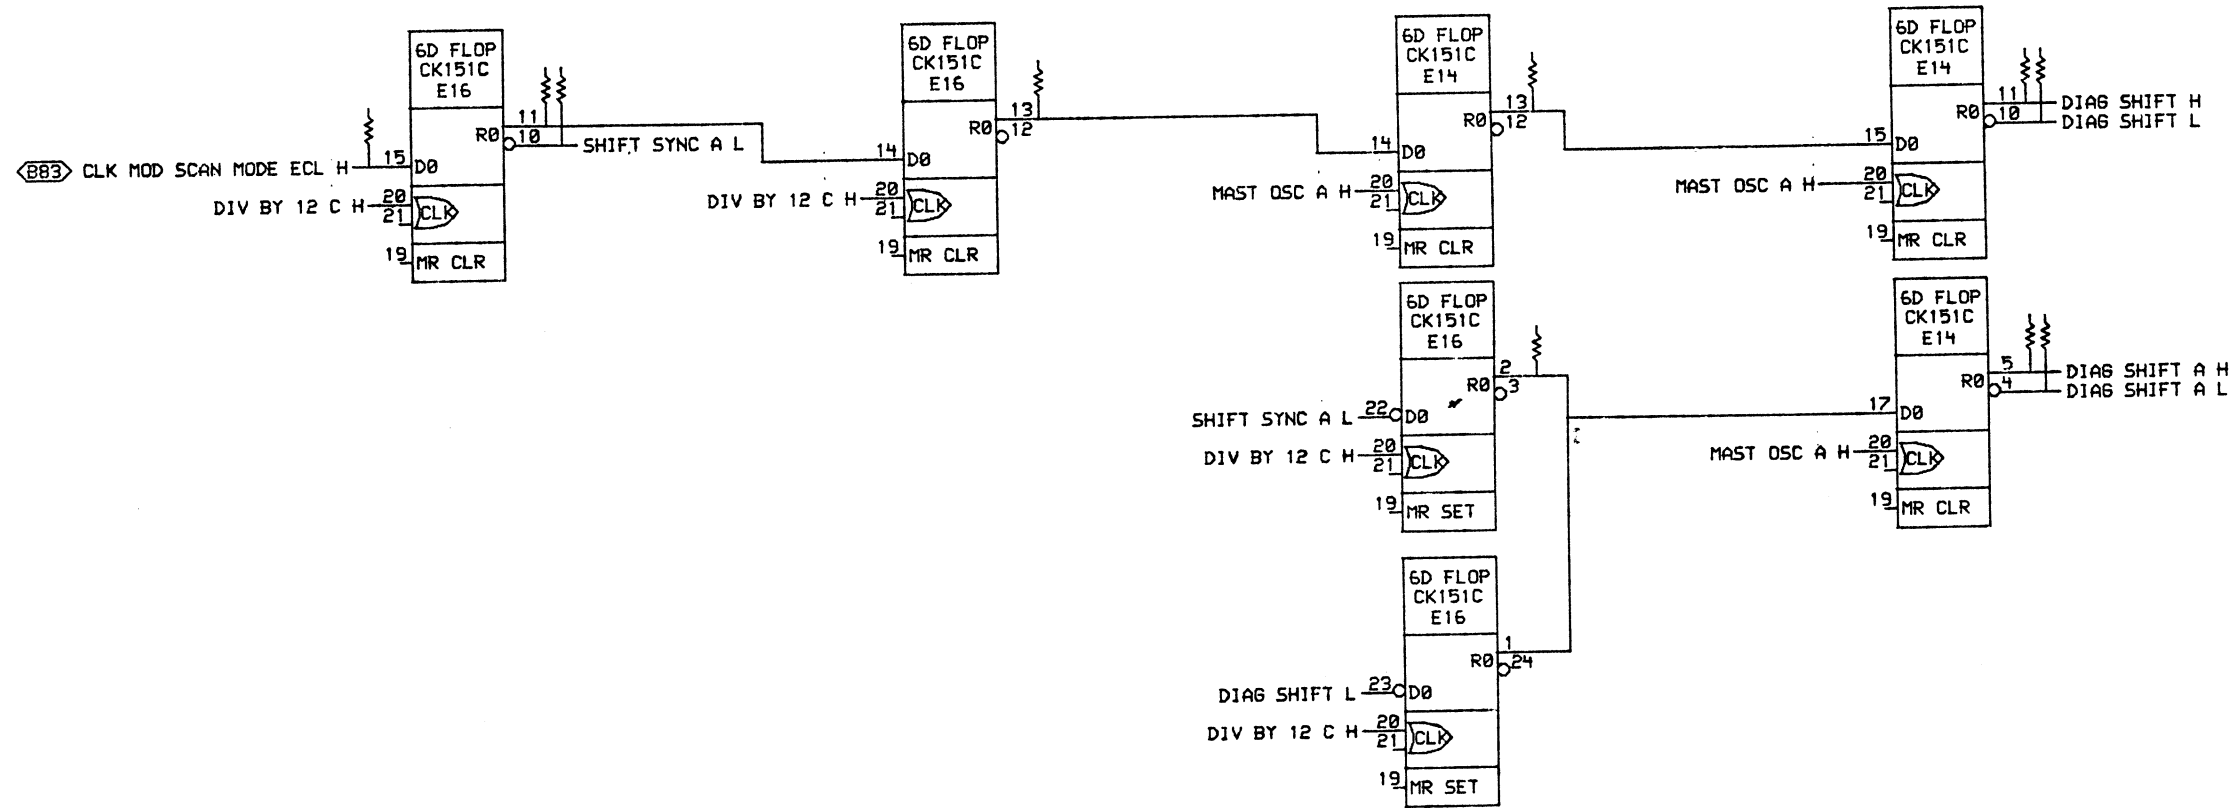 6D FLOP
CK151C
E16
15 D0
R0 11
10
20
21 CLK
19 MR CLR
<B83> CLK MOD SCAN MODE ECL H
DIV BY 12 C H
SHIFT SYNC A L
6D FLOP
CK151C
E16
14 D0
R0 13
12
DIV BY 12 C H 20
21 CLK
19 MR CLR
6D FLOP
CK151C
E14
14 D0
R0 13
12
MAST OSC A H 20
21 CLK
19 MR CLR
6D FLOP
CK151C
E14
15 D0
R0 11 DIAG SHIFT H
10 DIAG SHIFT L
MAST OSC A H 20
21 CLK
19 MR CLR
6D FLOP
CK151C
E16
R0 2
3
SHIFT SYNC A L 22 D0
DIV BY 12 C H 20
21 CLK
19 MR SET
6D FLOP
CK151C
E14
R0 5 DIAG SHIFT A H
4 DIAG SHIFT A L
17 D0
MAST OSC A H 20
21 CLK
19 MR CLR
6D FLOP
CK151C
E16
R0 1
24
DIAG SHIFT L 23 D0
DIV BY 12 C H 20
21 CLK
19 MR SET